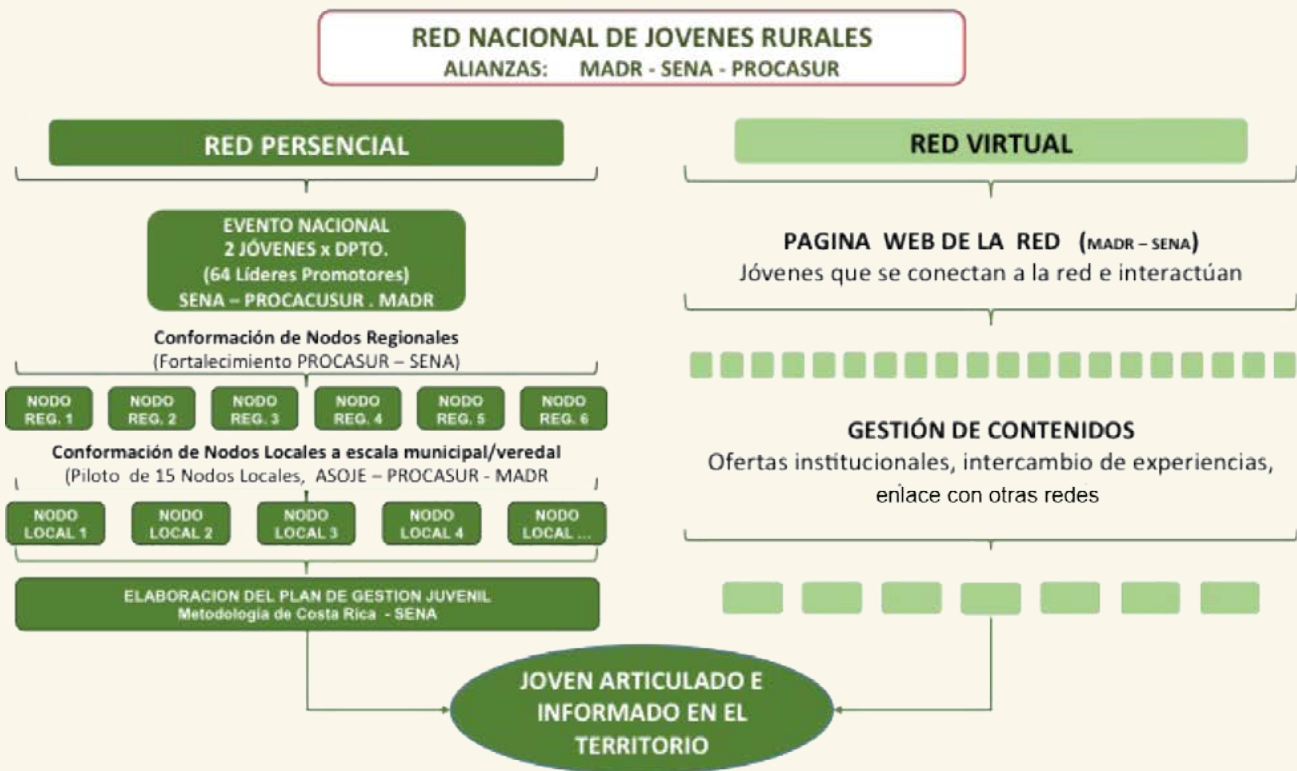 RED NACIONAL DE JOVENES RURALES
ALIANZAS: MADR - SENA - PROCASUR
RED PERSENCIAL
EVENTO NACIONAL
2 JÓVENES x DPTO.
(64 Líderes Promotores)
SENA – PROCACUSUR . MADR
Conformación de Nodos Regionales
(Fortalecimiento PROCASUR – SENA)
NODO REG. 1
NODO REG. 2
NODO REG. 3
NODO REG. 4
NODO REG. 5
NODO REG. 6
Conformación de Nodos Locales a escala municipal/veredal
(Piloto de 15 Nodos Locales, ASOJE – PROCASUR - MADR
NODO LOCAL 1
NODO LOCAL 2
NODO LOCAL 3
NODO LOCAL 4
NODO LOCAL ...
ELABORACION DEL PLAN DE GESTION JUVENIL
Metodología de Costa Rica - SENA
RED VIRTUAL
PAGINA WEB DE LA RED (MADR – SENA)
Jóvenes que se conectan a la red e interactúan
GESTIÓN DE CONTENIDOS
Ofertas institucionales, intercambio de experiencias,
enlace con otras redes
JOVEN ARTICULADO E
INFORMADO EN EL
TERRITORIO